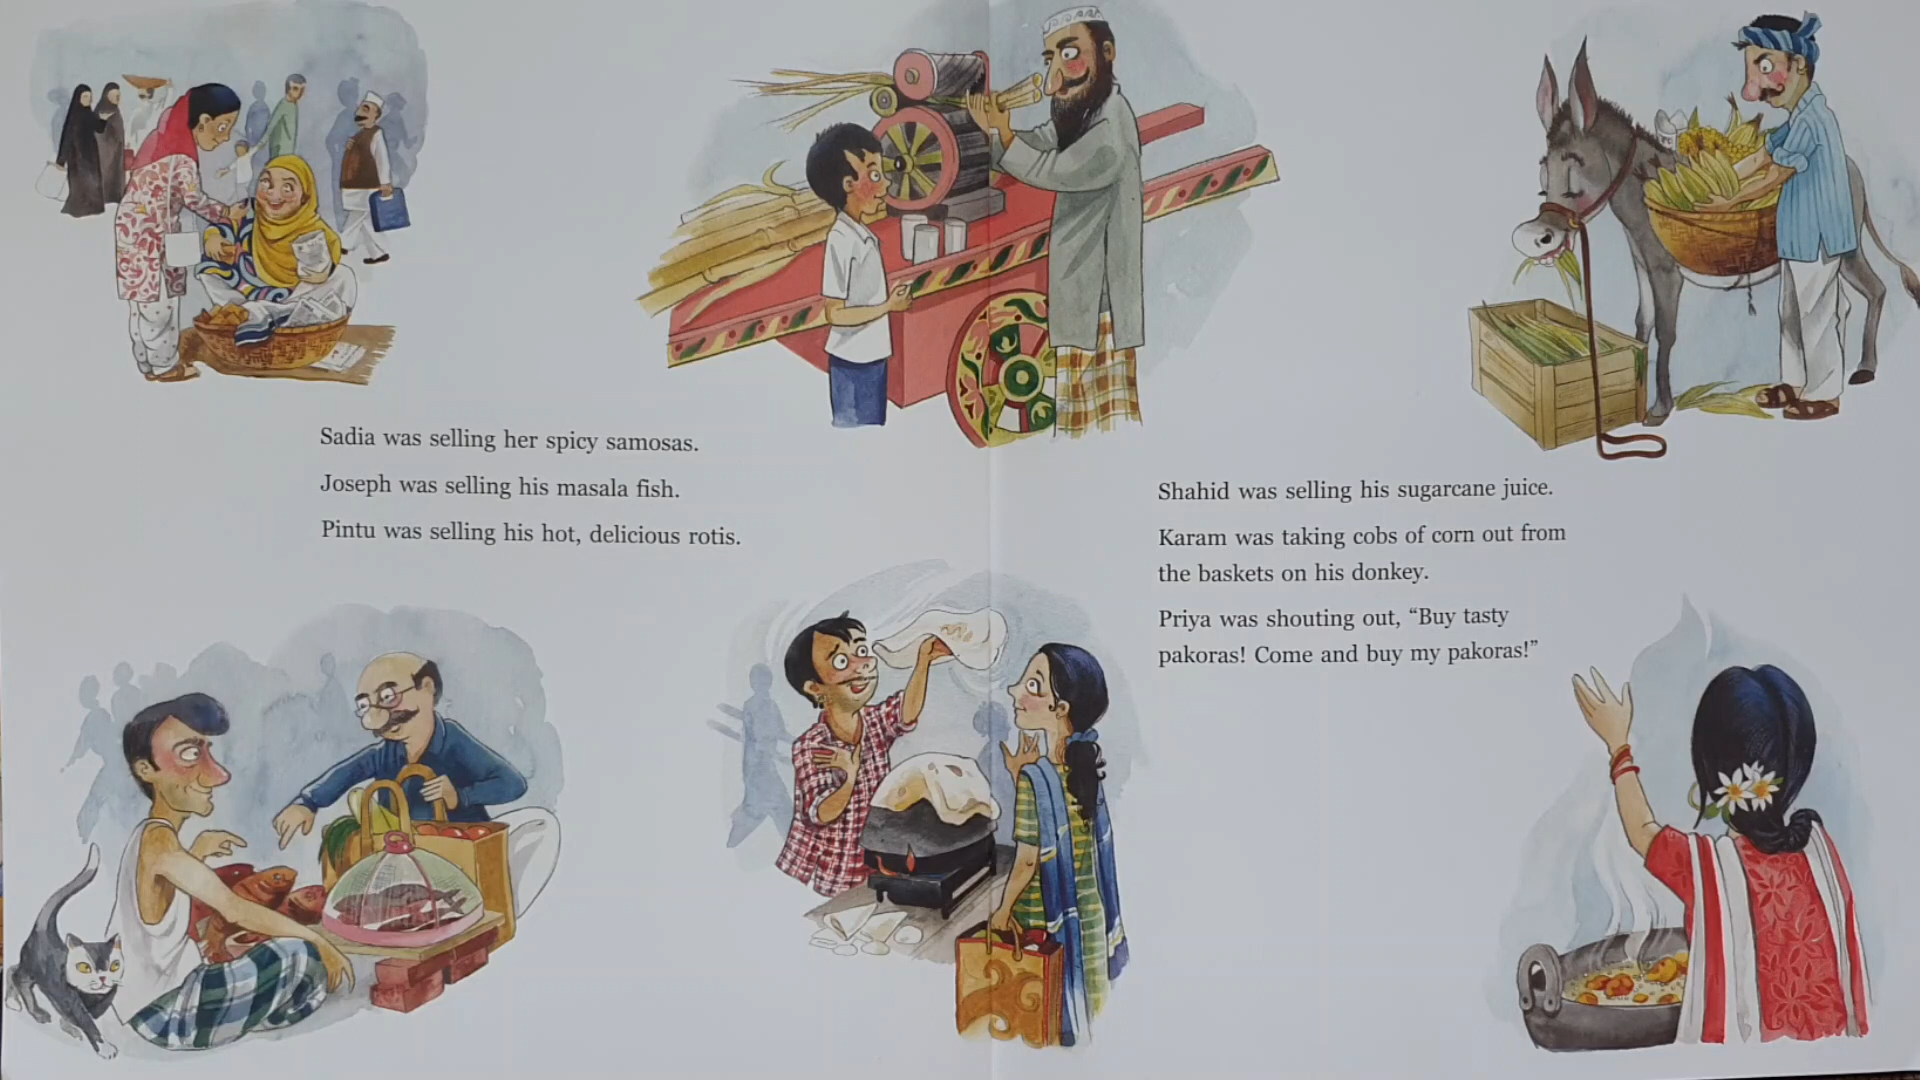 Sadia was selling her spicy samosas.
Joseph was selling his masala fish.
Pintu was selling his hot, delicious rotis.
Shahid was selling his sugarcane juice.
Karam was taking cobs of corn out from
the baskets on his donkey.
Priya was shouting out, “Buy tasty
pakoras! Come and buy my pakoras!”